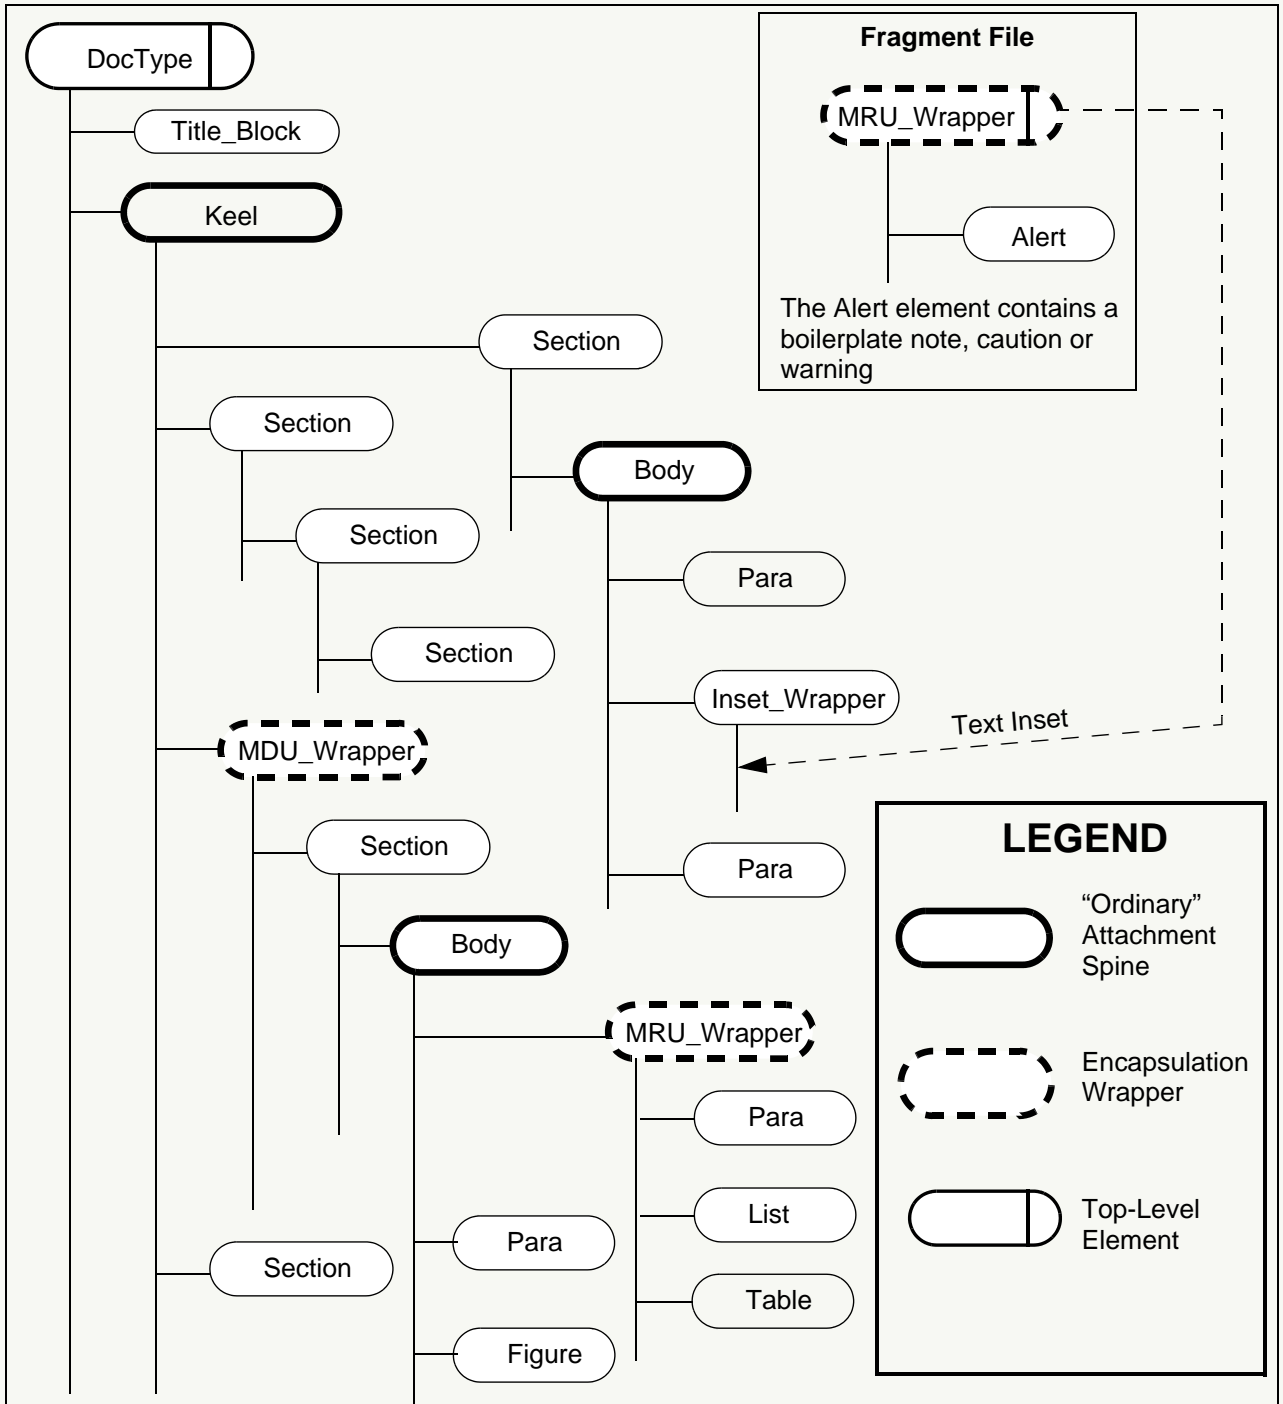 DocType
Title_Block
Keel
Fragment File
MRU_Wrapper
Alert
The Alert element contains a
boilerplate note, caution or
warning
Section
Section
Body
Section
Para
Section
Inset_Wrapper
Text Inset
MDU_Wrapper
Section
Para
Body
MRU_Wrapper
Para
List
Para
Section
Table
Figure
LEGEND
“Ordinary”
Attachment
Spine
Encapsulation
Wrapper
Top-Level
Element